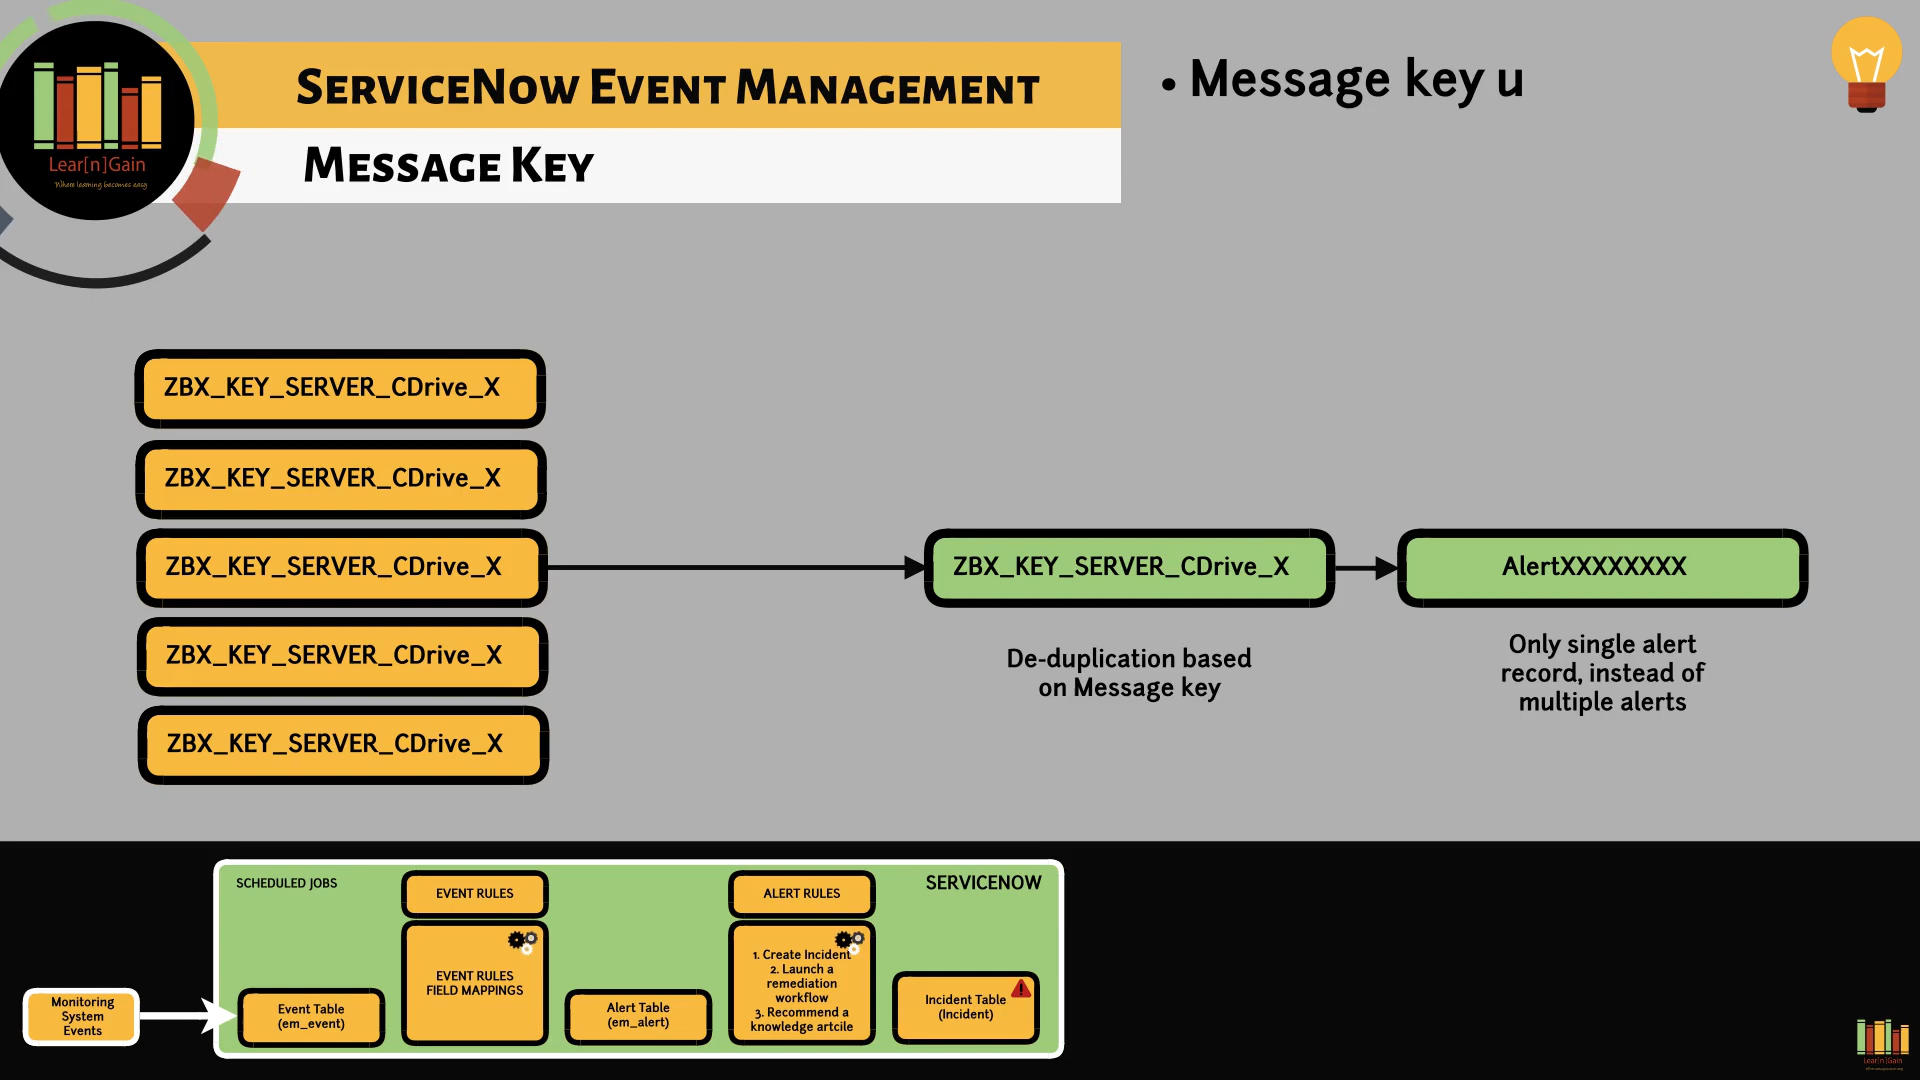 ServiceNow Event Management
Message Key
• Message key u
Lear[n]Gain
Where learning becomes easy
ZBX_KEY_SERVER_CDrive_X
ZBX_KEY_SERVER_CDrive_X
ZBX_KEY_SERVER_CDrive_X
ZBX_KEY_SERVER_CDrive_X
ZBX_KEY_SERVER_CDrive_X
ZBX_KEY_SERVER_CDrive_X
De-duplication based
on Message key
AlertXXXXXXXX
Only single alert
record, instead of
multiple alerts
SCHEDULED JOBS
SERVICENOW
Monitoring
System
Events
Event Table
(em_event)
EVENT RULES
EVENT RULES
FIELD MAPPINGS
Alert Table
(em_alert)
ALERT RULES
1. Create Incident
2. Launch a
remediation
workflow
3. Recommend a
knowledge artcile
Incident Table
(Incident)
Lear[n]Gain